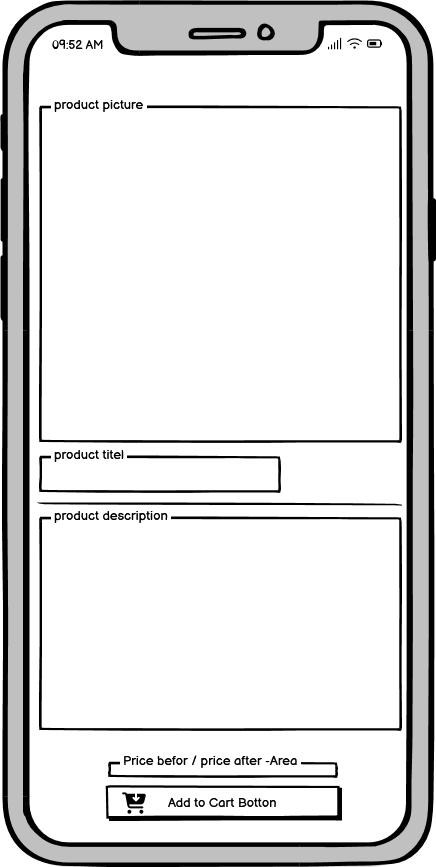 09:52 AM
product picture
product titel
product description
Price befor / price after -Area
Add to Cart Botton